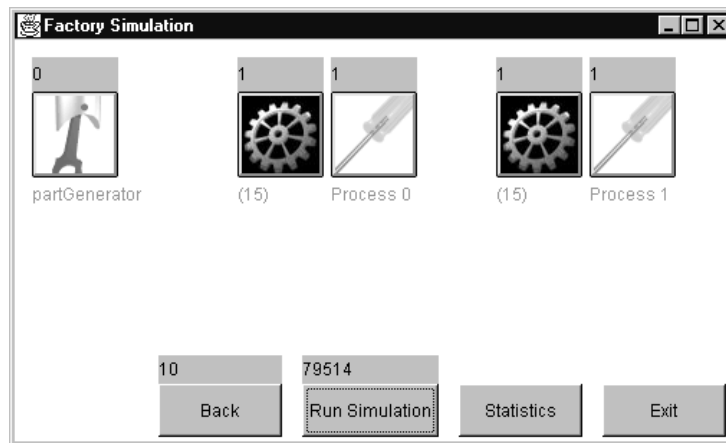 Factory Simulation
0 1 1 1 1
partGenerator (15) Process 0 (15) Process 1
10 79514
Back Run Simulation Statistics Exit